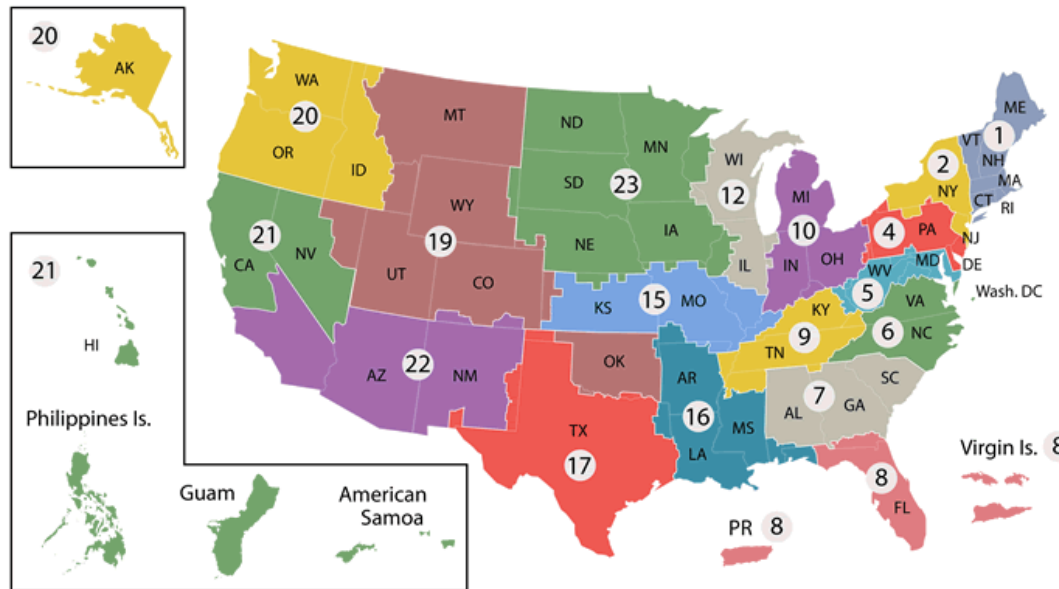 20
AK
WA
20
OR
ID
MT
WY
19
UT
CO
ND
MN
SD
23
NE
IA
WI
12
IL
MI
10
IN
OH
ME
VT
1
NH
MA
CT
RI
2
NY
4
PA
NJ
DE
MD
WV
Wash. DC
5
VA
6
NC
KY
9
TN
KS
15
MO
21
NV
CA
AZ
22
NM
OK
TX
17
AR
16
MS
LA
7
SC
AL
GA
8
FL
Virgin Is. 8
PR 8
21
HI
Philippines Is.
Guam
American
Samoa